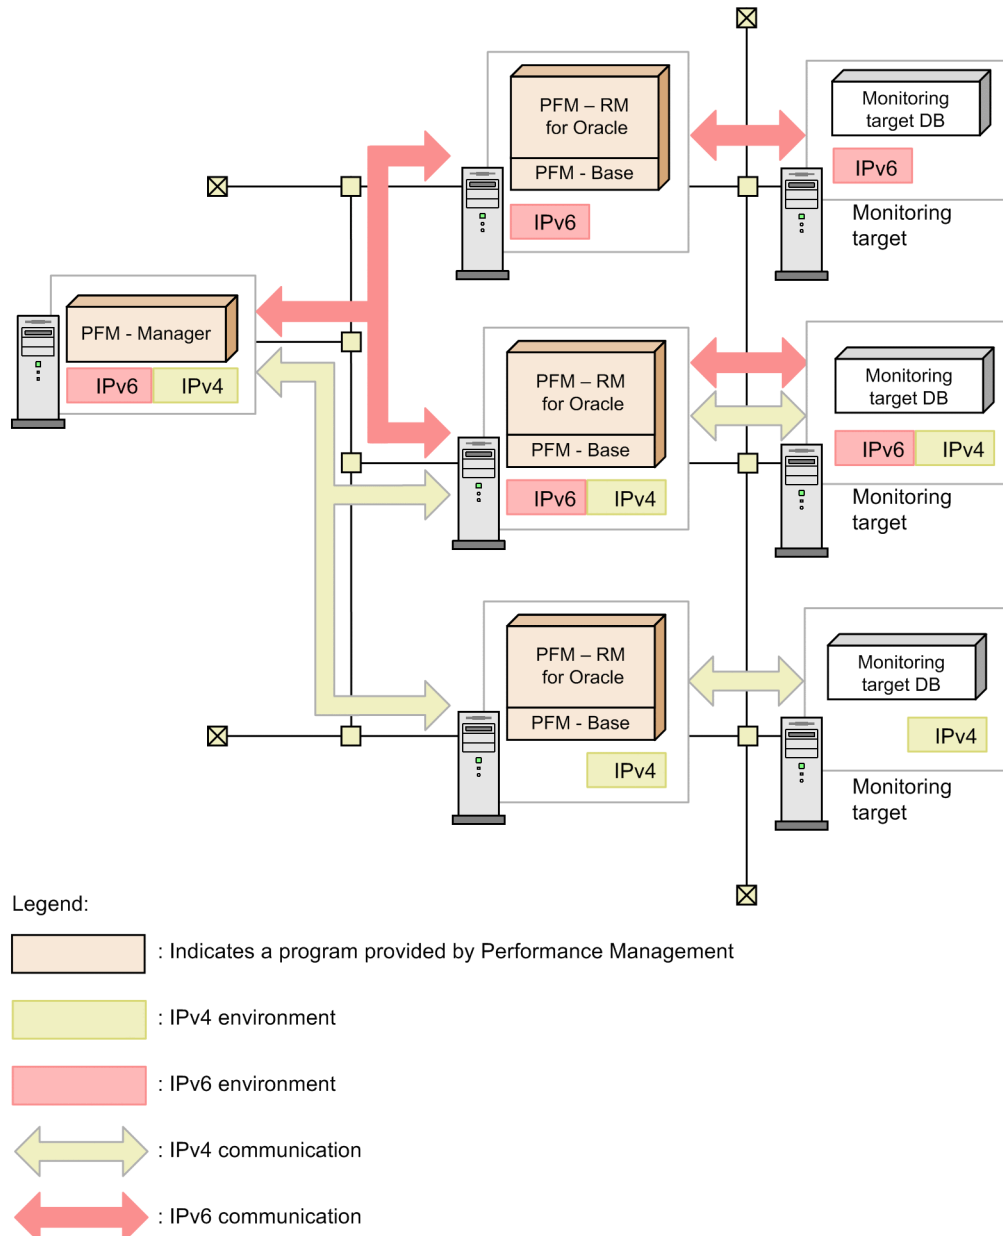 PFM – RM
for Oracle
PFM - Base
IPv6
Monitoring
target DB
IPv6
Monitoring
target
PFM - Manager
IPv6 IPv4
PFM – RM
for Oracle
PFM - Base
IPv6 IPv4
Monitoring
target DB
IPv6 IPv4
Monitoring
target
PFM – RM
for Oracle
PFM - Base
IPv4
Monitoring
target DB
IPv4
Monitoring
target
Legend:
: Indicates a program provided by Performance Management
: IPv4 environment
: IPv6 environment
: IPv4 communication
: IPv6 communication